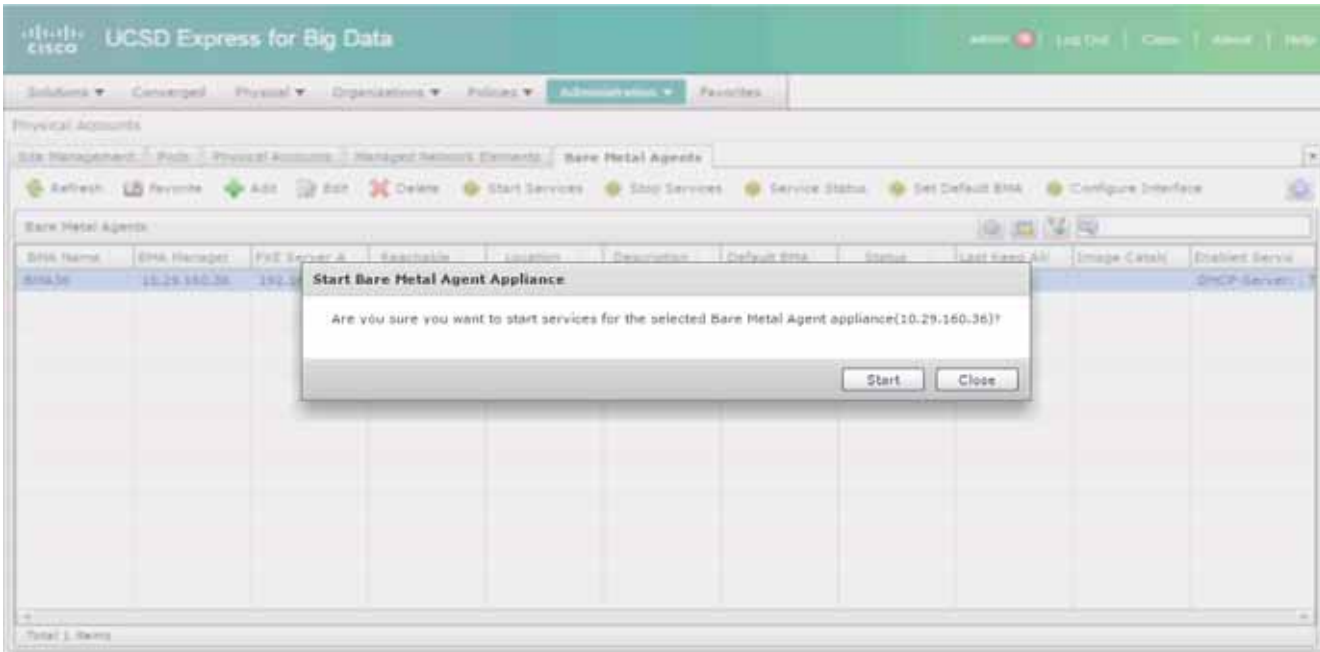 CISCO UCSD Express for Big Data
admin Log Out | Cisco | About | Help
Solutions Converged Physical Organizations Policies Administration Favorites
Physical Accounts
Site Management Pods Physical Accounts Managed Network Elements Bare Metal Agents
Refresh Favorite Add Edit Delete Start Services Stop Services Service Status Set Default BMA Configure Interface
Bare Metal Agents
BMA Name BMA Manager PXE Server A Reachable Location Description Default BMA Status Last Keep Ali Image Catalo Enabled Servic
BMA36 10.29.160.36 192. DHCP-Server:
Start Bare Metal Agent Appliance
Are you sure you want to start services for the selected Bare Metal Agent appliance(10.29.160.36)?
Start Close
Total 1 items